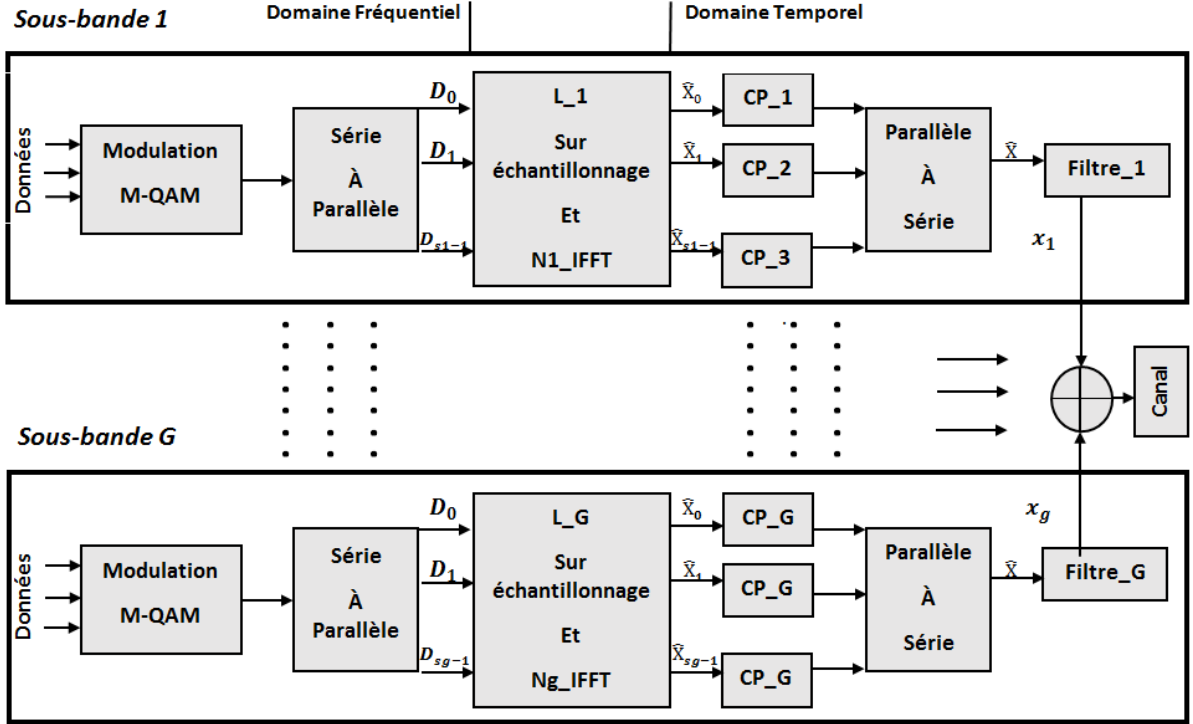 Sous-bande 1
Domaine Fréquentiel
Domaine Temporel
Données
Modulation
M-QAM
Série
À
Parallèle
D₀
D₁
Dₛ₁₋₁
L_1
Sur
échantillonnage
Et
N1_IFFT
X̂₀
X̂₁
X̂ₛ₁₋₁
CP_1
CP_2
CP_3
Parallèle
À
Série
X̂
Filtre_1
x₁
Canal
Sous-bande G
Données
Modulation
M-QAM
Série
À
Parallèle
D₀
D₁
D_{sg−1}
L_G
Sur
échantillonnage
Et
Ng_IFFT
X̂₀
X̂₁
X̂_{sg−1}
CP_G
CP_G
CP_G
Parallèle
À
Série
X̂
Filtre_G
x_g